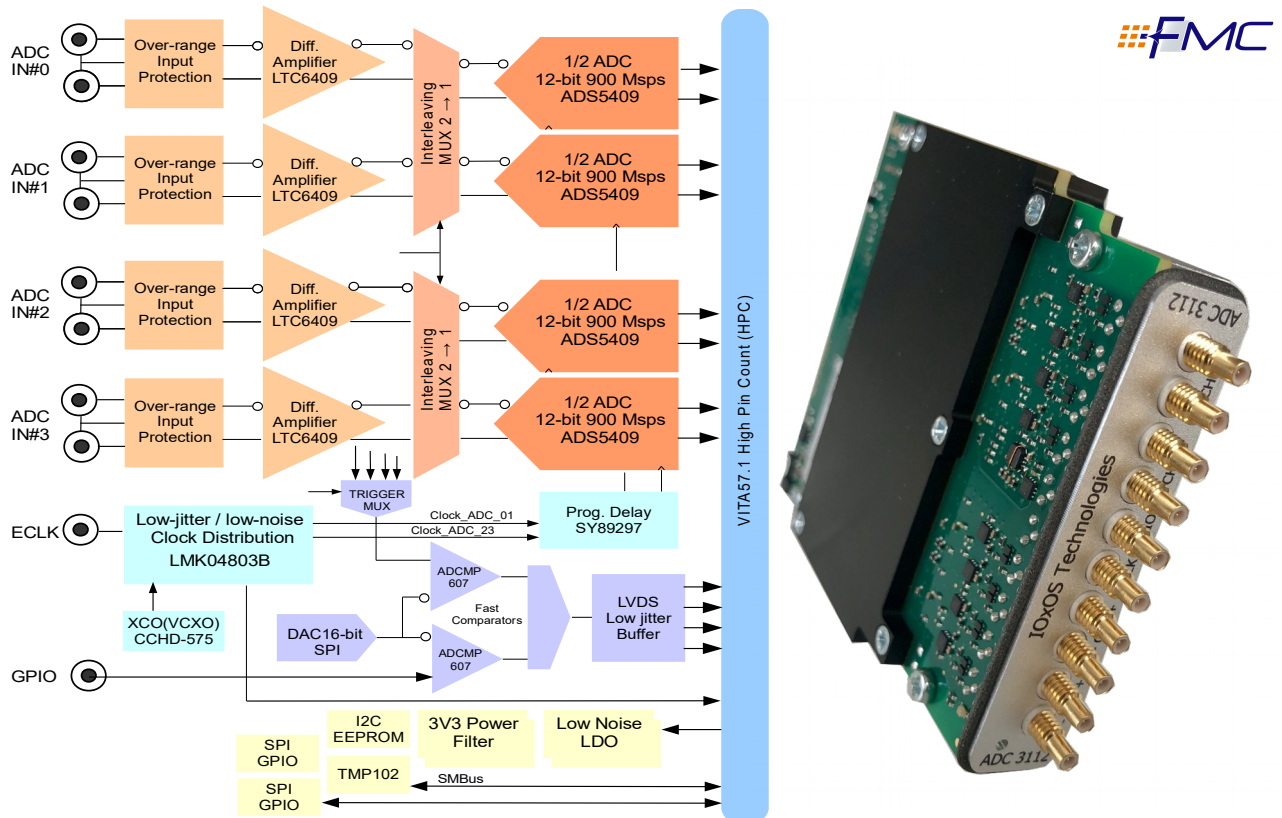 FMC
ADC
IN#0
Over-range
Input
Protection
Diff.
Amplifier
LTC6409
Interleaving
MUX 2 → 1
1/2 ADC
12-bit 900 Msps
ADS5409
ADC
IN#1
Over-range
Input
Protection
Diff.
Amplifier
LTC6409
1/2 ADC
12-bit 900 Msps
ADS5409
ADC
IN#2
Over-range
Input
Protection
Diff.
Amplifier
LTC6409
Interleaving
MUX 2 → 1
1/2 ADC
12-bit 900 Msps
ADS5409
ADC
IN#3
Over-range
Input
Protection
Diff.
Amplifier
LTC6409
1/2 ADC
12-bit 900 Msps
ADS5409
VITA57.1 High Pin Count (HPC)
TRIGGER
MUX
ECLK
Low-jitter / low-noise
Clock Distribution
LMK04803B
Clock_ADC_01
Clock_ADC_23
Prog. Delay
SY89297
XCO(VCXO)
CCHD-575
DAC16-bit
SPI
ADCMP
607
Fast
Comparators
ADCMP
607
LVDS
Low jitter
Buffer
GPIO
I2C
EEPROM
3V3 Power
Filter
Low Noise
LDO
SPI
GPIO
TMP102
SMBus
SPI
GPIO
ADC 3112
IOxOS Technologies
ADC 3112